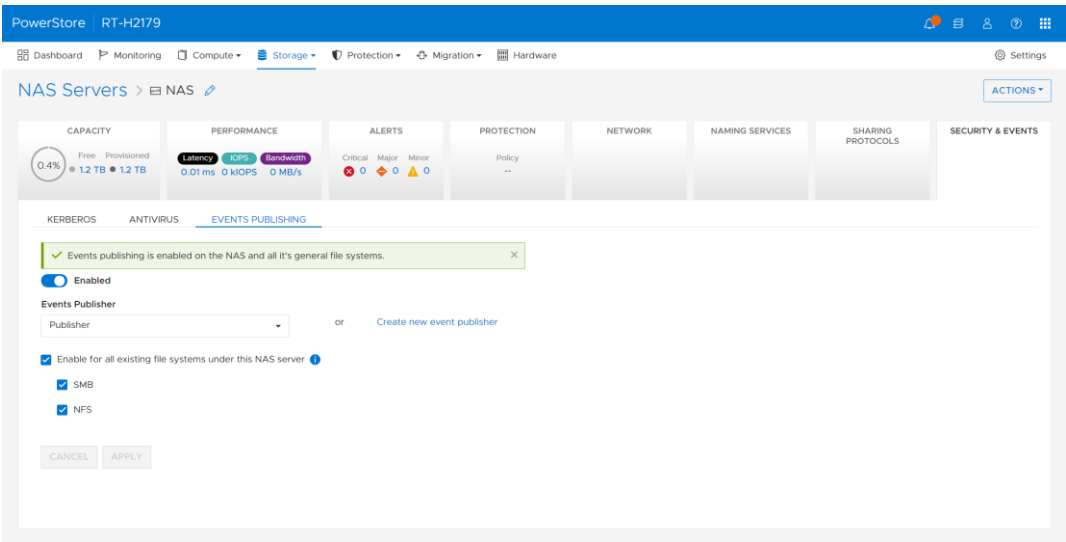 PowerStore RT-H2179
Dashboard Monitoring Compute Storage Protection Migration Hardware Settings
NAS Servers > NAS ACTIONS
CAPACITY PERFORMANCE ALERTS PROTECTION NETWORK NAMING SERVICES SHARING PROTOCOLS SECURITY & EVENTS
0.4% Free Provisioned Latency IOPS Bandwidth Critical Major Minor Policy
1.2 TB 1.2 TB 0.01 ms 0 kIOPS 0 MB/s 0 0 0 --
KERBEROS ANTIVIRUS EVENTS PUBLISHING
Events publishing is enabled on the NAS and all it's general file systems.
Enabled
Events Publisher
Publisher or Create new event publisher
Enable for all existing file systems under this NAS server
SMB
NFS
CANCEL APPLY